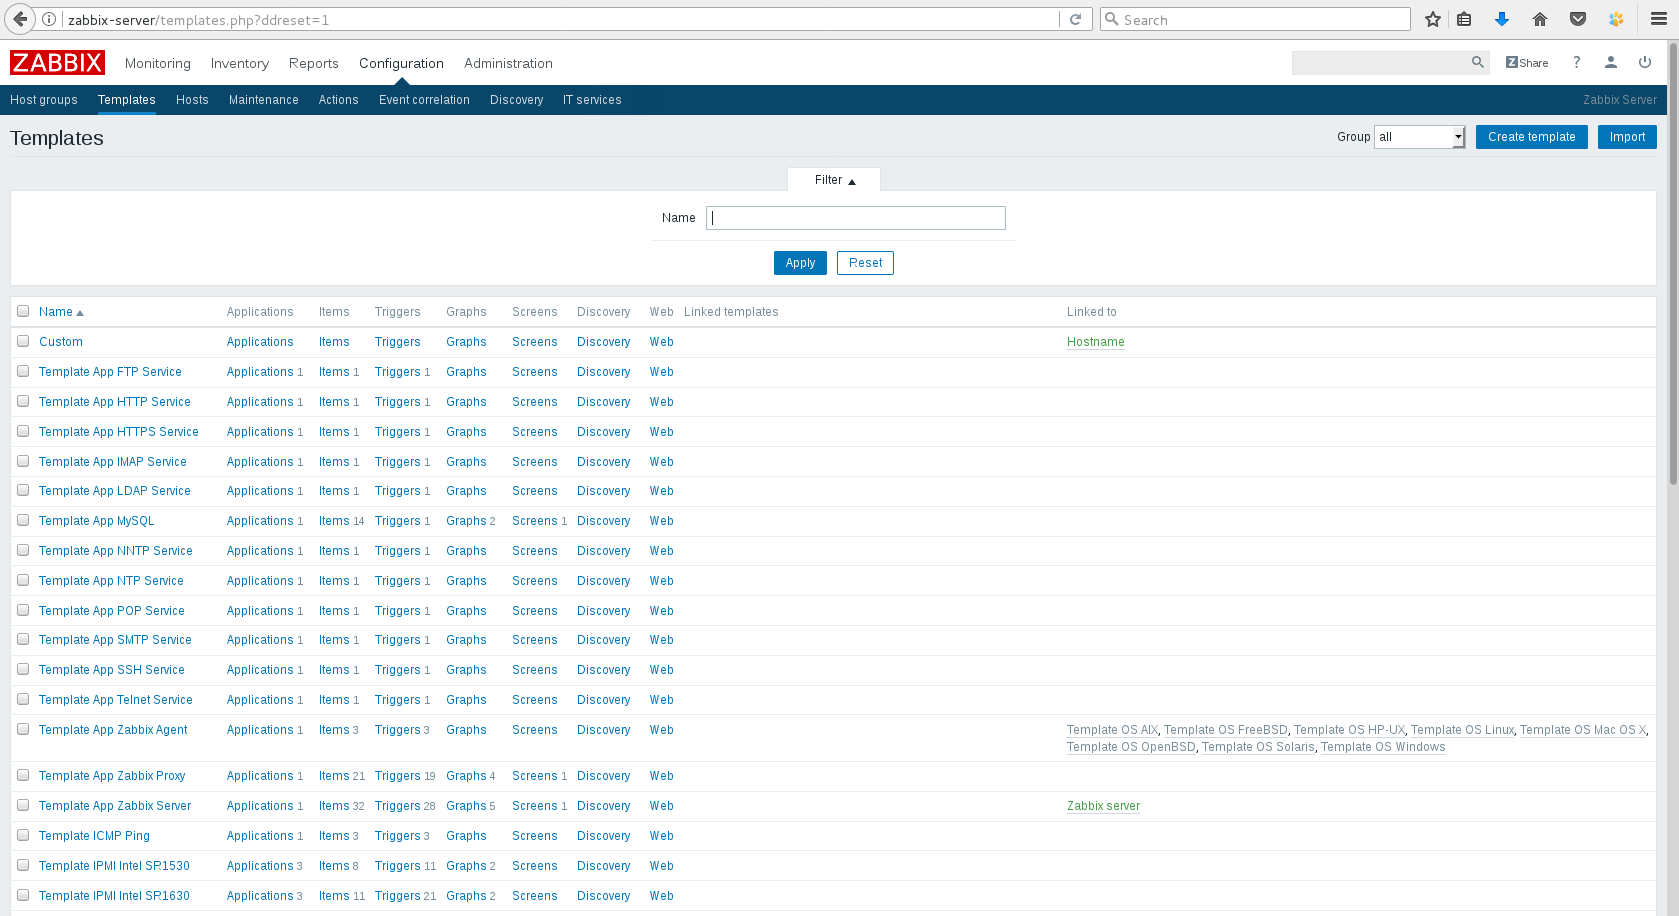 zabbix-server/templates.php?ddreset=1 Search
ZABBIX Monitoring Inventory Reports Configuration Administration Z Share ?
Host groups Templates Hosts Maintenance Actions Event correlation Discovery IT services Zabbix Server
Templates Group all Create template Import
Filter
Name
Apply Reset
Name Applications Items Triggers Graphs Screens Discovery Web Linked templates Linked to
Custom Applications Items Triggers Graphs Screens Discovery Web Hostname
Template App FTP Service Applications 1 Items 1 Triggers 1 Graphs Screens Discovery Web
Template App HTTP Service Applications 1 Items 1 Triggers 1 Graphs Screens Discovery Web
Template App HTTPS Service Applications 1 Items 1 Triggers 1 Graphs Screens Discovery Web
Template App IMAP Service Applications 1 Items 1 Triggers 1 Graphs Screens Discovery Web
Template App LDAP Service Applications 1 Items 1 Triggers 1 Graphs Screens Discovery Web
Template App MySQL Applications 1 Items 14 Triggers 1 Graphs 2 Screens 1 Discovery Web
Template App NNTP Service Applications 1 Items 1 Triggers 1 Graphs Screens Discovery Web
Template App NTP Service Applications 1 Items 1 Triggers 1 Graphs Screens Discovery Web
Template App POP Service Applications 1 Items 1 Triggers 1 Graphs Screens Discovery Web
Template App SMTP Service Applications 1 Items 1 Triggers 1 Graphs Screens Discovery Web
Template App SSH Service Applications 1 Items 1 Triggers 1 Graphs Screens Discovery Web
Template App Telnet Service Applications 1 Items 1 Triggers 1 Graphs Screens Discovery Web
Template App Zabbix Agent Applications 1 Items 3 Triggers 3 Graphs Screens Discovery Web Template OS AIX, Template OS FreeBSD, Template OS HP-UX, Template OS Linux, Template OS Mac OS X,
Template OS OpenBSD, Template OS Solaris, Template OS Windows
Template App Zabbix Proxy Applications 1 Items 21 Triggers 19 Graphs 4 Screens 1 Discovery Web
Template App Zabbix Server Applications 1 Items 32 Triggers 28 Graphs 5 Screens 1 Discovery Web Zabbix server
Template ICMP Ping Applications 1 Items 3 Triggers 3 Graphs Screens Discovery Web
Template IPMI Intel SR1530 Applications 3 Items 8 Triggers 11 Graphs 2 Screens Discovery Web
Template IPMI Intel SR1630 Applications 3 Items 11 Triggers 21 Graphs 2 Screens Discovery Web